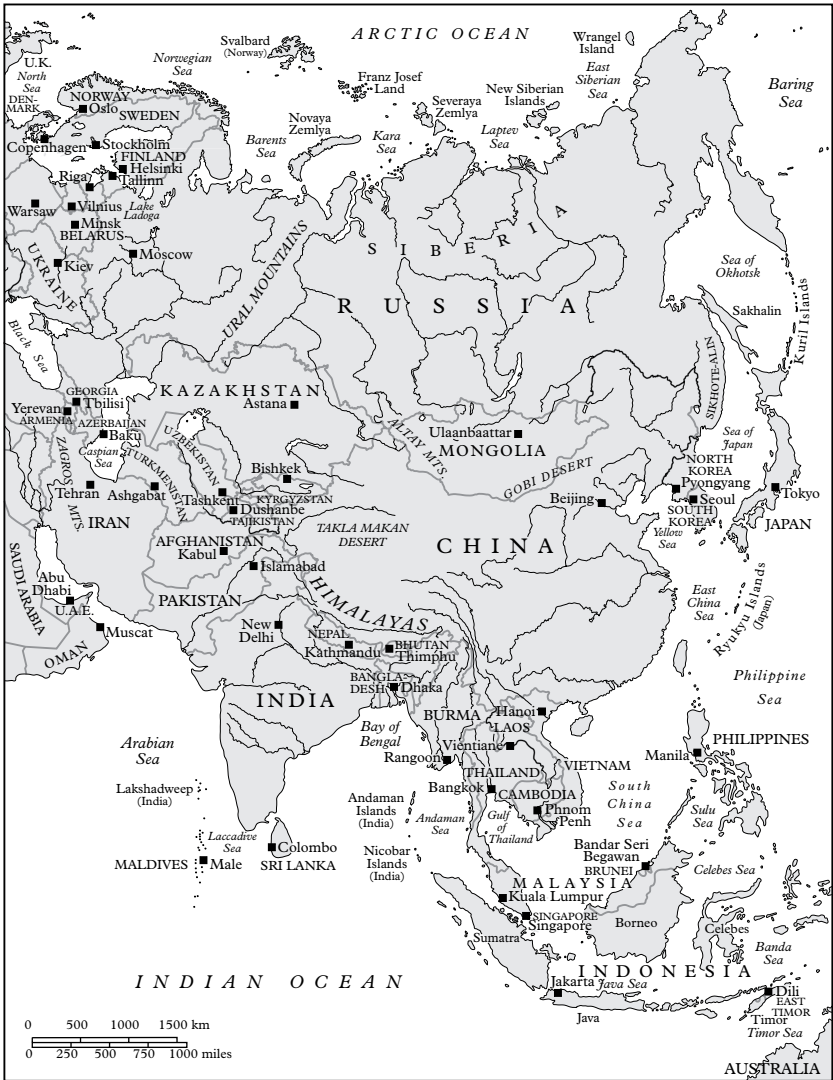 ARCTIC OCEAN
Svalbard
(Norway)
Wrangel
Island
U.K.
North
Sea
Norwegian
Sea
East
Siberian
Sea
Franz Josef
Land
Baring
Sea
DEN-
MARK
NORWAY
Oslo
SWEDEN
Novaya
Zemlya
Severaya
Zemlya
New Siberian
Islands
Barents
Sea
Kara
Sea
Laptev
Sea
Copenhagen
Stockholm
FINLAND
Helsinki
Tallinn
Riga
Warsaw
Vilnius
Lake
Ladoga
Minsk
BELARUS
Moscow
UKRAINE
Kiev
URAL MOUNTAINS
SIBERIA
RUSSIA
Sea of
Okhotsk
Sakhalin
Kuril Islands
Black Sea
SIKHOTE-ALIN
GEORGIA
Tbilisi
Yerevan
ARMENIA
AZERBAIJAN
Baku
Caspian
Sea
KAZAKHSTAN
Astana
ALTAY MTS.
Ulaanbaattar
MONGOLIA
GOBI DESERT
Sea of
Japan
NORTH
KOREA
Pyongyang
Seoul
SOUTH
KOREA
Tokyo
JAPAN
ZAGROS MTS.
UZBEKISTAN
TURKMENISTAN
Bishkek
Tehran
Ashgabat
Tashkent
KYRGYZSTAN
Dushanbe
TAJIKISTAN
Beijing
Yellow
Sea
IRAN
TAKLA MAKAN
DESERT
AFGHANISTAN
Kabul
Islamabad
CHINA
SAUDI ARABIA
Abu
Dhabi
U.A.E.
PAKISTAN
HIMALAYAS
East
China
Sea
Ryukyu Islands
(Japan)
Muscat
OMAN
New
Delhi
NEPAL
Kathmandu
BHUTAN
Thimphu
Philippine
Sea
BANGLA-
DESH
Dhaka
INDIA
BURMA
Hanoi
LAOS
Arabian
Sea
Bay of
Bengal
Rangoon
Vientiane
VIETNAM
Manila
PHILIPPINES
THAILAND
Bangkok
CAMBODIA
Phnom
Penh
South
China
Sea
Lakshadweep
(India)
Andaman
Islands
(India)
Andaman
Sea
Gulf
of
Thailand
Sulu
Sea
Laccadive
Sea
Colombo
SRI LANKA
MALDIVES
Male
Nicobar
Islands
(India)
Bandar Seri
Begawan
BRUNEI
Celebes Sea
MALAYSIA
Kuala Lumpur
SINGAPORE
Singapore
Sumatra
Borneo
Celebes
Banda
Sea
INDIAN OCEAN
INDONESIA
Jakarta
Java Sea
Java
Dili
EAST
TIMOR
Timor
Timor Sea
AUSTRALIA
0 500 1000 1500 km
0 250 500 750 1000 miles